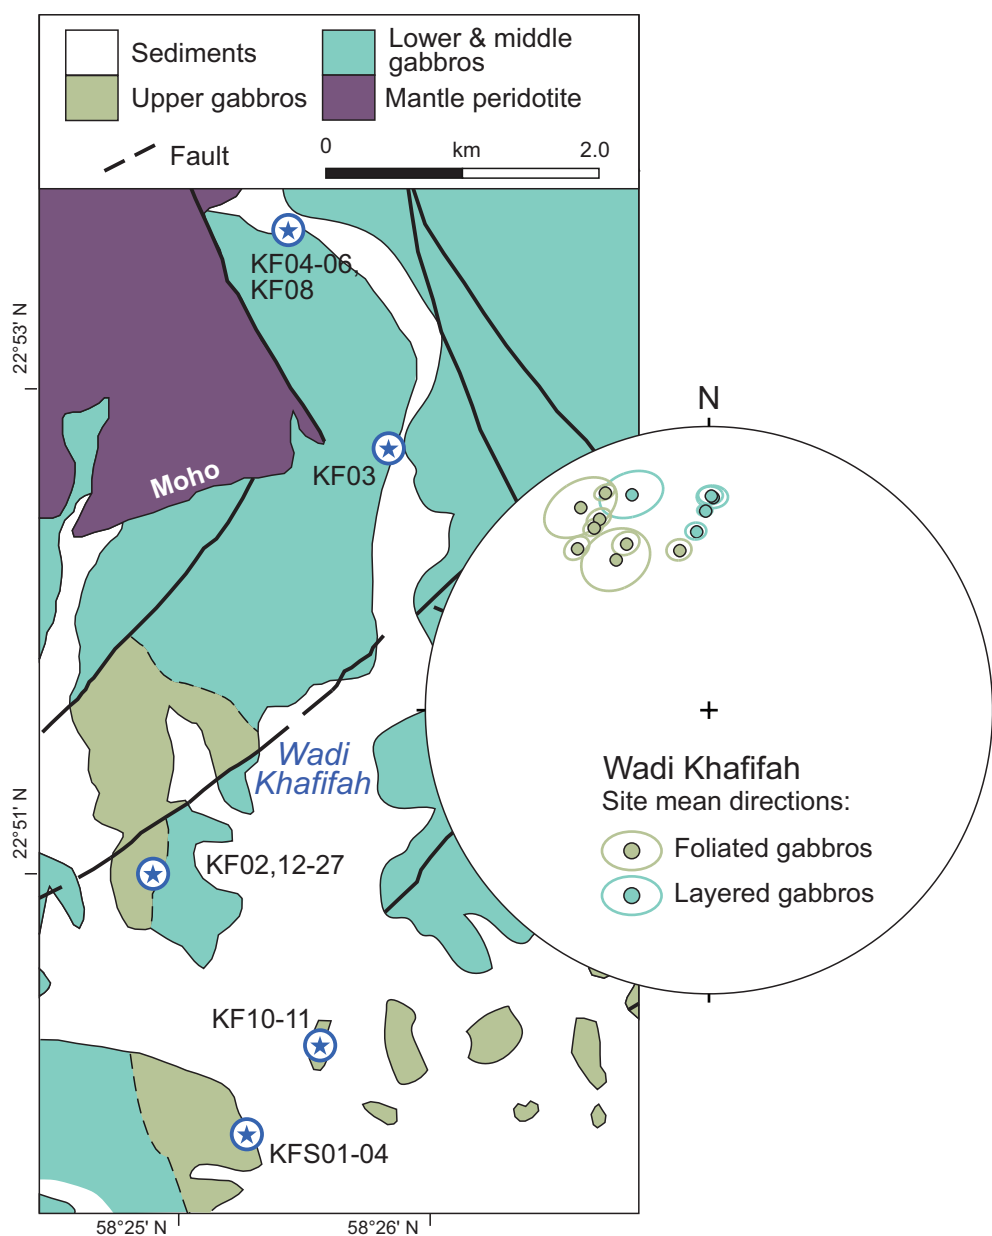 Sediments
Upper gabbros
Lower & middle
gabbros
Mantle peridotite
Fault
0 km 2.0
KF04-06,
KF08
22°53' N
KF03
Moho
N
Wadi
Khafifah
Wadi Khafifah
Site mean directions:
Foliated gabbros
Layered gabbros
22°51' N
KF02,12-27
KF10-11
KFS01-04
58°25' N
58°26' N